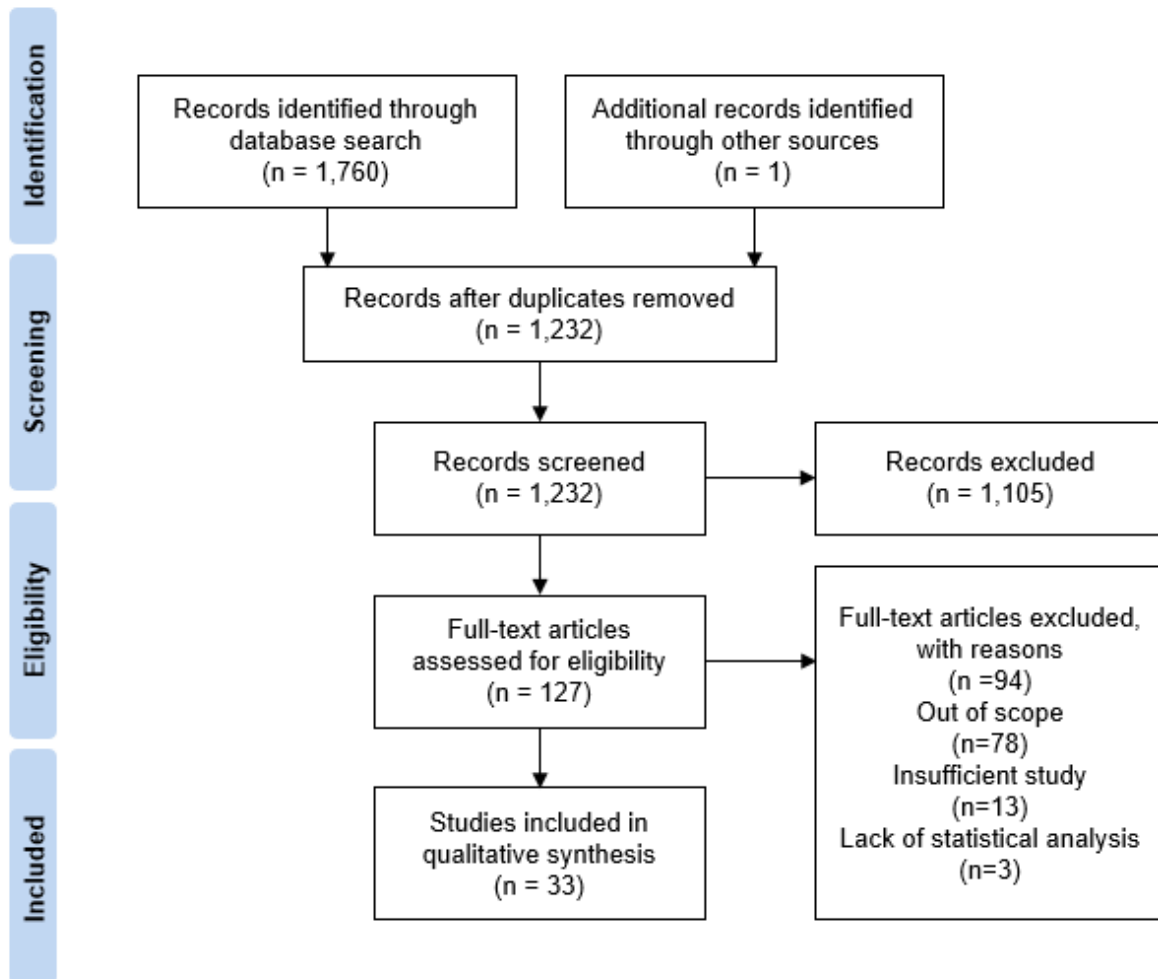 Identification
Records identified through
database search
(n = 1,760)
Additional records identified
through other sources
(n = 1)
Screening
Records after duplicates removed
(n = 1,232)
Records screened
(n = 1,232)
Records excluded
(n = 1,105)
Eligibility
Full-text articles
assessed for eligibility
(n = 127)
Full-text articles excluded,
with reasons
(n =94)
Out of scope
(n=78)
Insufficient study
(n=13)
Lack of statistical analysis
(n=3)
Included
Studies included in
qualitative synthesis
(n = 33)